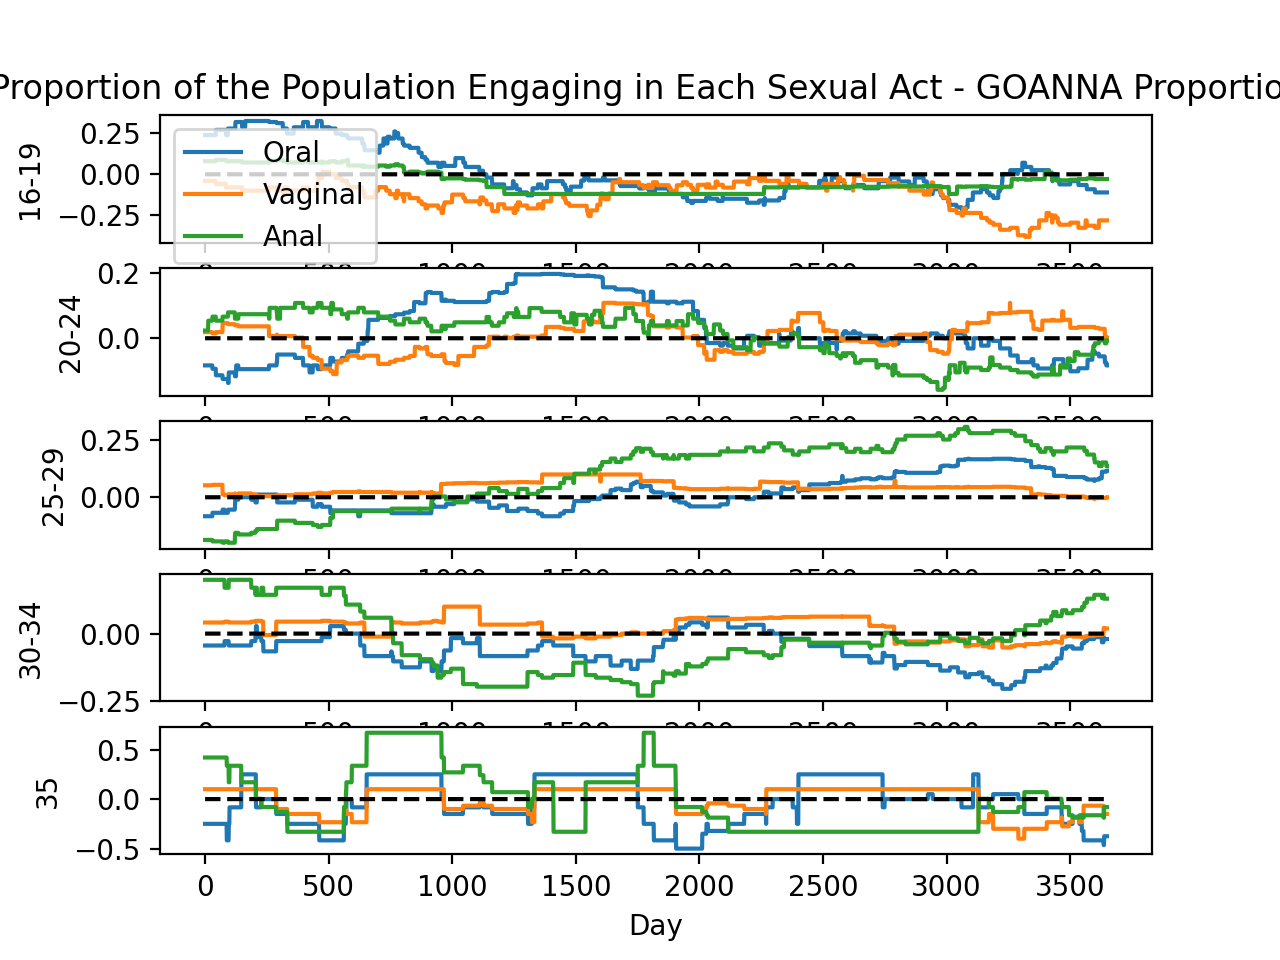 Proportion of the Population Engaging in Each Sexual Act - GOANNA Proportio
16-19
0.25
0.00
−0.25
Oral
Vaginal
Anal
20-24
0.2
0.0
25-29
0.25
0.00
30-34
0.00
−0.25
35
0.5
0.0
−0.5
0 500 1000 1500 2000 2500 3000 3500
Day